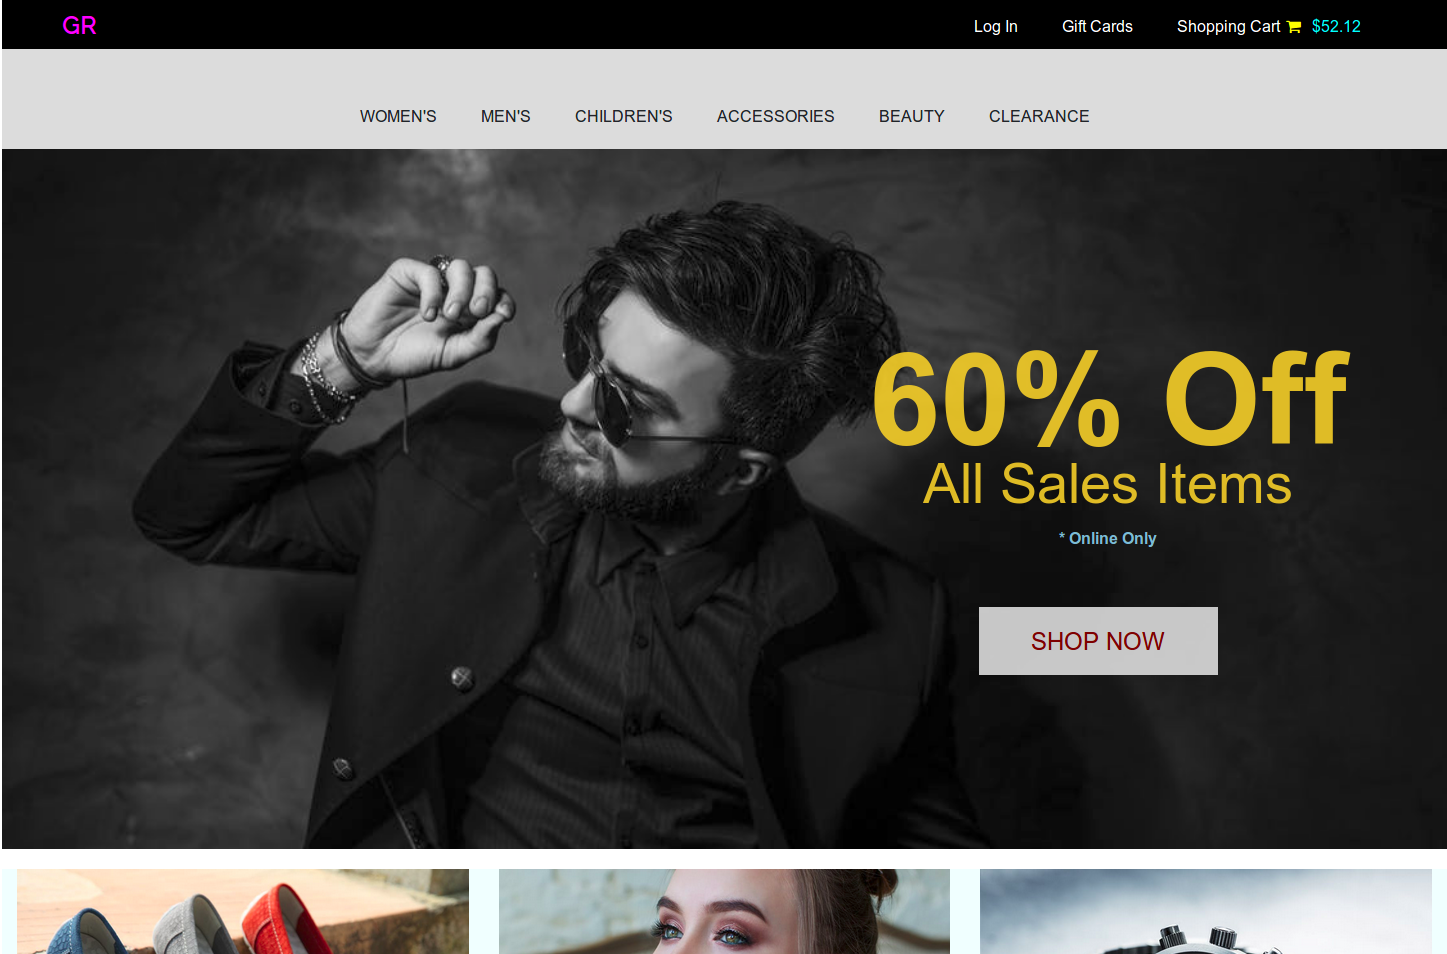 GR
Log In Gift Cards Shopping Cart $52.12
WOMEN'S MEN'S CHILDREN'S ACCESSORIES BEAUTY CLEARANCE
60% Off
All Sales Items
* Online Only
SHOP NOW